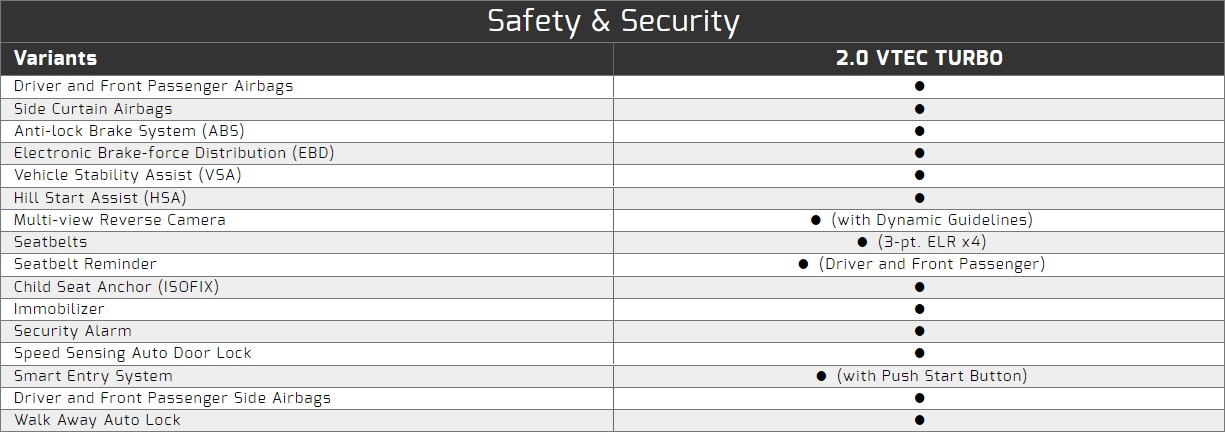 Safety & Security
Variants 2.0 VTEC TURBO
Driver and Front Passenger Airbags ●
Side Curtain Airbags ●
Anti-lock Brake System (ABS) ●
Electronic Brake-force Distribution (EBD) ●
Vehicle Stability Assist (VSA) ●
Hill Start Assist (HSA) ●
Multi-view Reverse Camera ● (with Dynamic Guidelines)
Seatbelts ● (3-pt. ELR x4)
Seatbelt Reminder ● (Driver and Front Passenger)
Child Seat Anchor (ISOFIX) ●
Immobilizer ●
Security Alarm ●
Speed Sensing Auto Door Lock ●
Smart Entry System ● (with Push Start Button)
Driver and Front Passenger Side Airbags ●
Walk Away Auto Lock ●